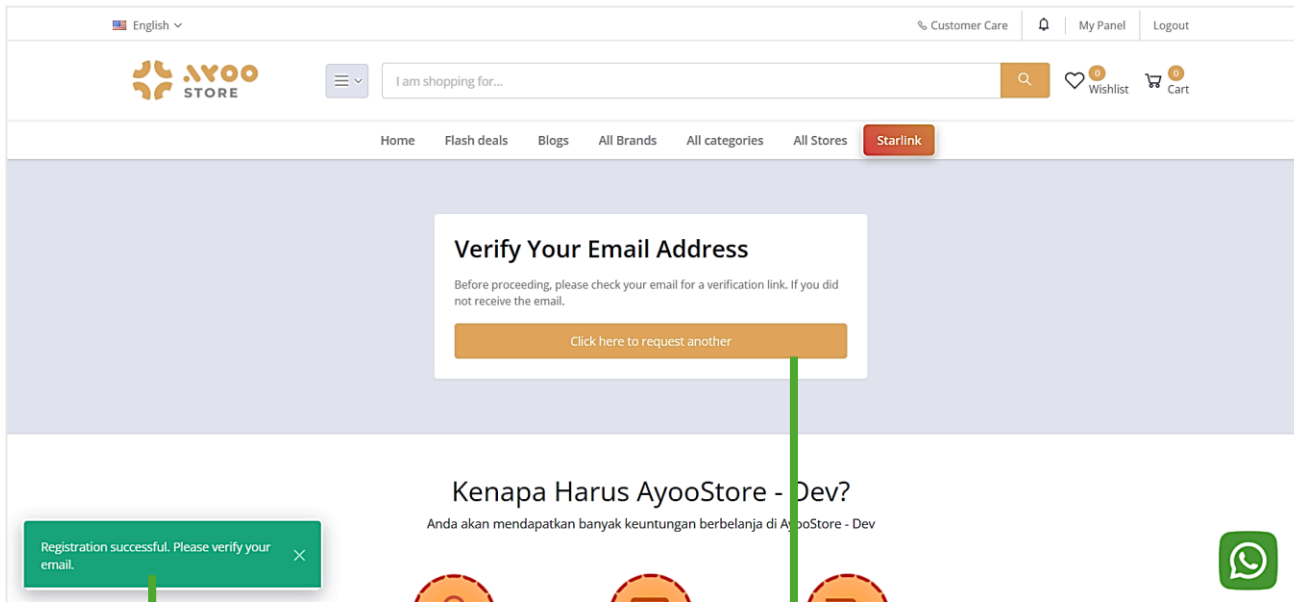 English
Customer Care
My Panel
Logout
AYOO
STORE
I am shopping for...
0
Wishlist
0
Cart
Home
Flash deals
Blogs
All Brands
All categories
All Stores
Starlink
Verify Your Email Address
Before proceeding, please check your email for a verification link. If you did
not receive the email.
Click here to request another
Kenapa Harus AyooStore - Dev?
Anda akan mendapatkan banyak keuntungan berbelanja di AyooStore - Dev
Registration successful. Please verify your
email.